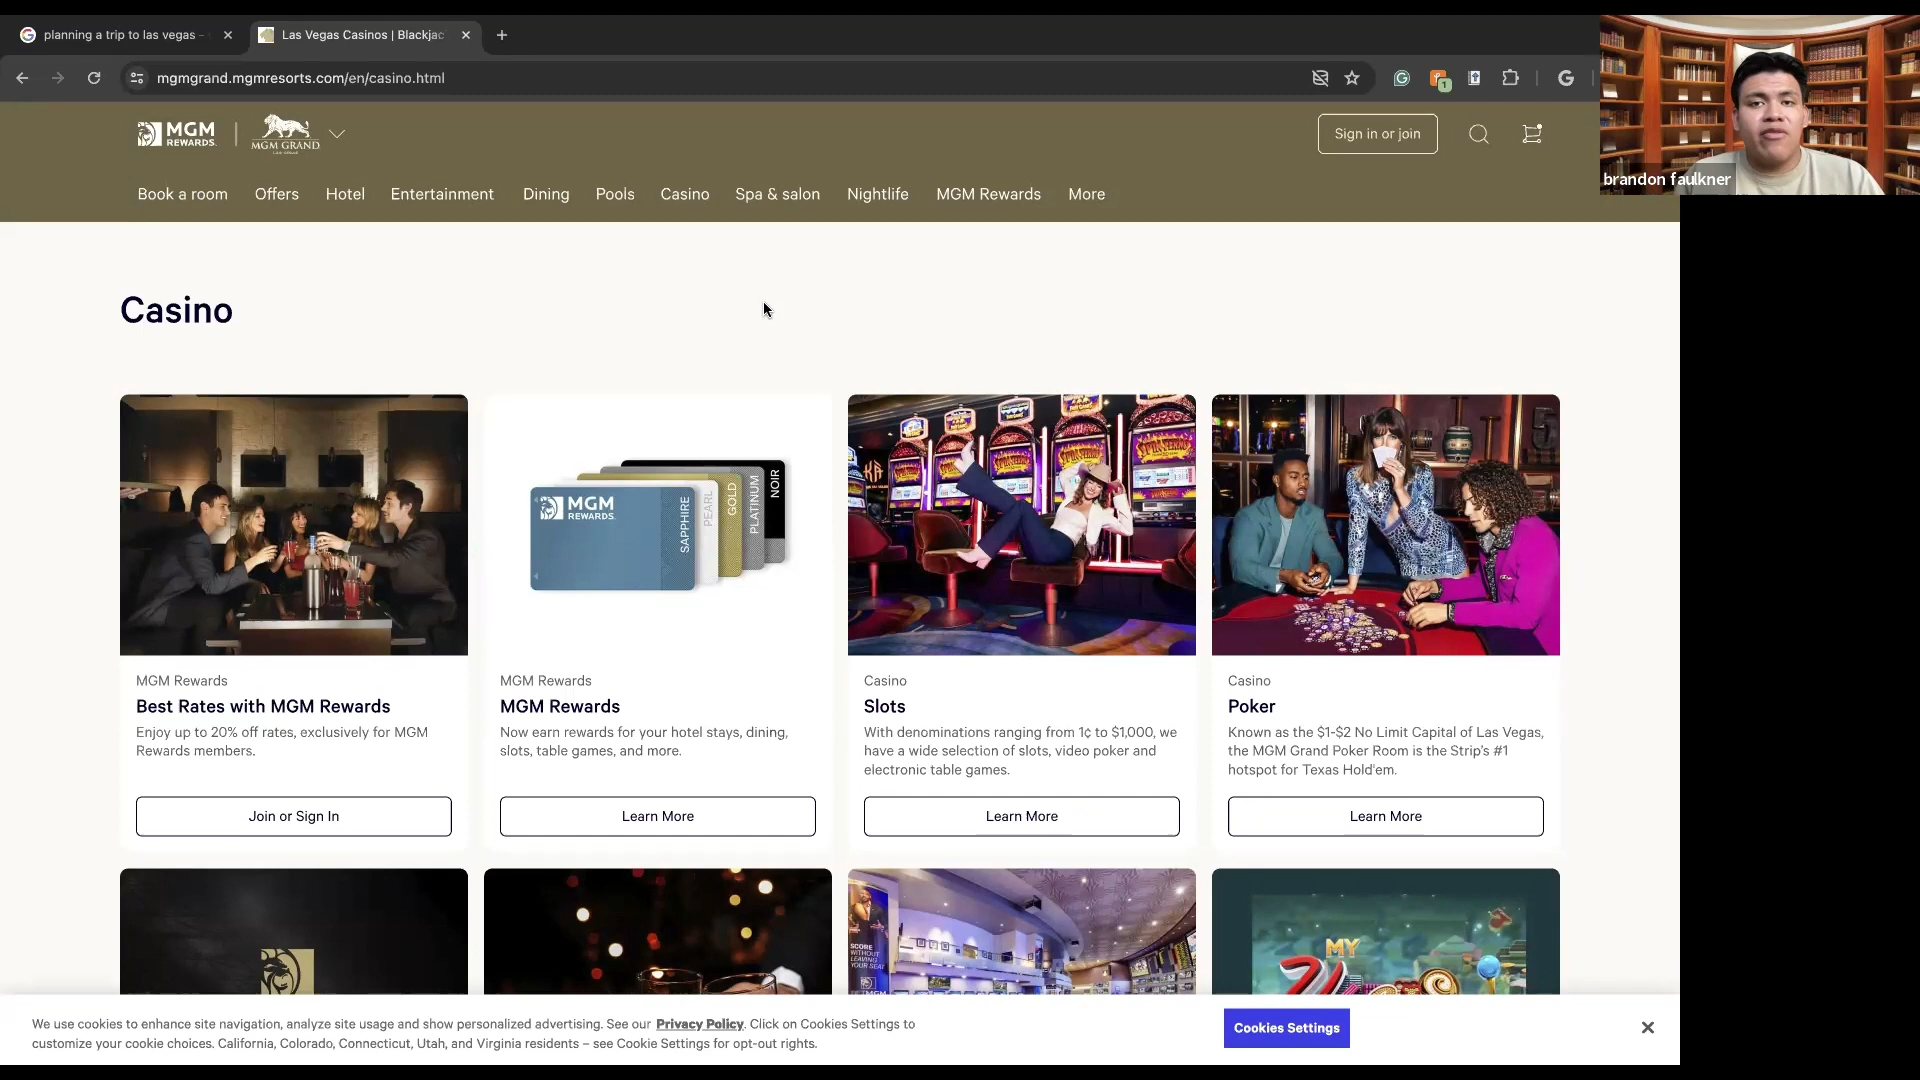 planning a trip to las vegas -
Las Vegas Casinos | Blackjac
mgmgrand.mgmresorts.com/en/casino.html
1
brandon faulkner
MGM
REWARDS
MGM GRAND
Sign in or join
Book a room
Offers
Hotel
Entertainment
Dining
Pools
Casino
Spa & salon
Nightlife
MGM Rewards
More
Casino
MGM
REWARDS
SAPPHIRE
PEARL
GOLD
PLATINUM
NOIR
MGM Rewards
Best Rates with MGM Rewards
Enjoy up to 20% off rates, exclusively for MGM
Rewards members.
Join or Sign In
MGM Rewards
MGM Rewards
Now earn rewards for your hotel stays, dining,
slots, table games, and more.
Learn More
Casino
Slots
With denominations ranging from 1¢ to $1,000, we
have a wide selection of slots, video poker and
electronic table games.
Learn More
Casino
Poker
Known as the $1-$2 No Limit Capital of Las Vegas,
the MGM Grand Poker Room is the Strip's #1
hotspot for Texas Hold'em.
Learn More
SCORE
WITHOUT
LEAVING
YOUR SEAT
MY
We use cookies to enhance site navigation, analyze site usage and show personalized advertising. See our Privacy Policy. Click on Cookies Settings to
customize your cookie choices. California, Colorado, Connecticut, Utah, and Virginia residents – see Cookie Settings for opt-out rights.
Cookies Settings